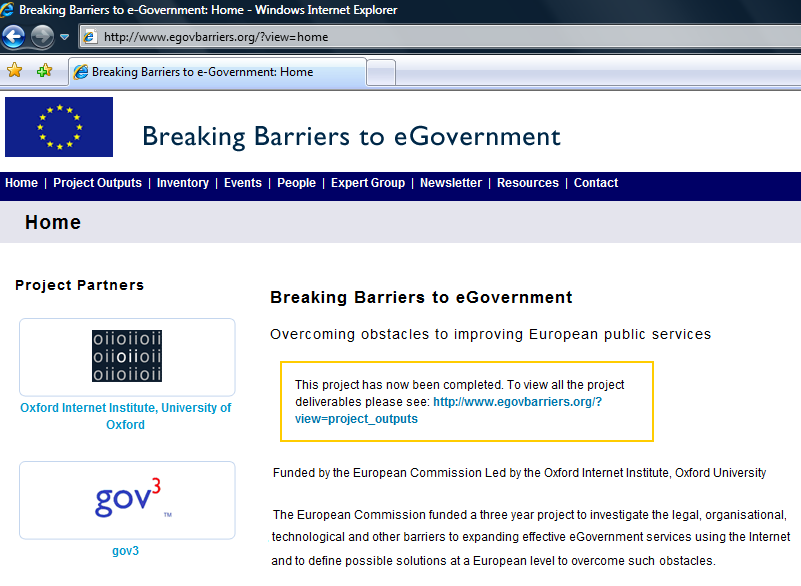 Breaking Barriers to e-Government: Home - Windows Internet Explorer
http://www.egovbarriers.org/?view=home
Breaking Barriers to e-Government: Home
Breaking Barriers to eGovernment
Home | Project Outputs | Inventory | Events | People | Expert Group | Newsletter | Resources | Contact
Home
Project Partners
oiioiioii
oiioiioii
oiioiioii
Oxford Internet Institute, University of
Oxford
gov3 ™
gov3
Breaking Barriers to eGovernment
Overcoming obstacles to improving European public services
This project has now been completed. To view all the project
deliverables please see: http://www.egovbarriers.org/?
view=project_outputs
Funded by the European Commission Led by the Oxford Internet Institute, Oxford University
The European Commission funded a three year project to investigate the legal, organisational,
technological and other barriers to expanding effective eGovernment services using the Internet
and to define possible solutions at a European level to overcome such obstacles.